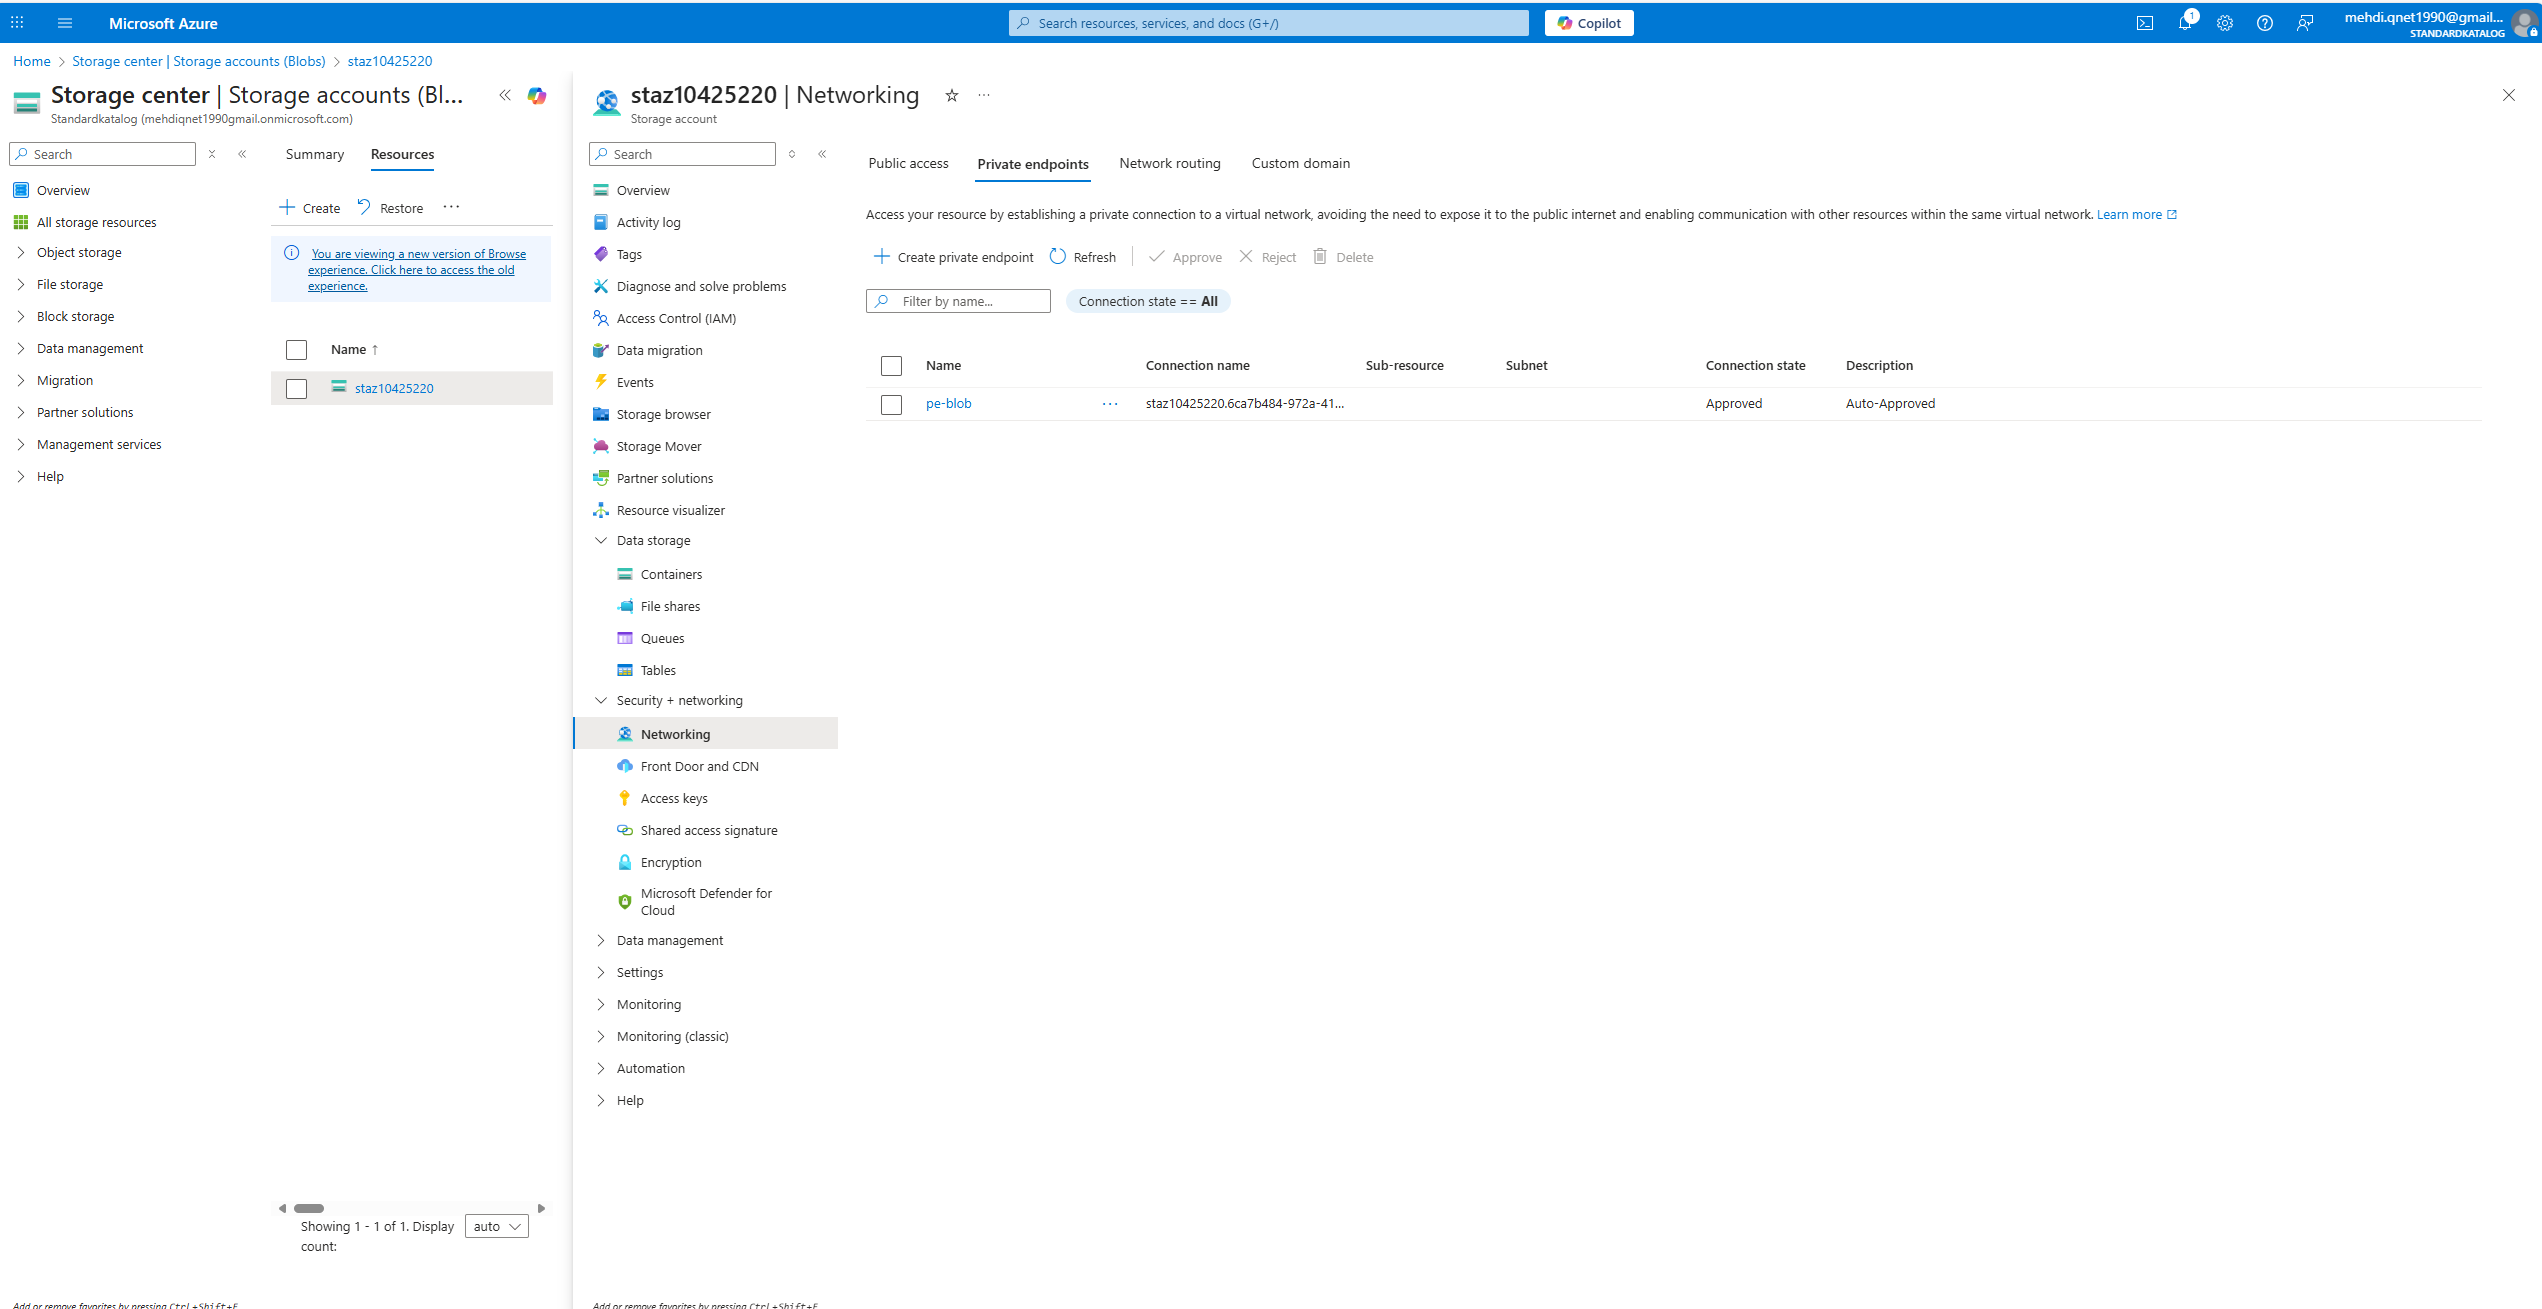 Microsoft Azure
Search resources, services, and docs (G+/)
Copilot
1
mehdi.qnet1990@gmail...
STANDARDKATALOG
Home > Storage center | Storage accounts (Blobs) > staz10425220
Storage center | Storage accounts (Bl...
Standardkatalog (mehdiqnet1990gmail.onmicrosoft.com)
Search
Overview
All storage resources
Object storage
File storage
Block storage
Data management
Migration
Partner solutions
Management services
Help
Summary
Resources
Create
Restore
...
You are viewing a new version of Browse
experience. Click here to access the old
experience.
Name ↑
staz10425220
Showing 1 - 1 of 1. Display
count:
auto
Add or remove favorites by pressing Ctrl+Shift+F
staz10425220 | Networking
...
Storage account
Search
Overview
Activity log
Tags
Diagnose and solve problems
Access Control (IAM)
Data migration
Events
Storage browser
Storage Mover
Partner solutions
Resource visualizer
Data storage
Containers
File shares
Queues
Tables
Security + networking
Networking
Front Door and CDN
Access keys
Shared access signature
Encryption
Microsoft Defender for
Cloud
Data management
Settings
Monitoring
Monitoring (classic)
Automation
Help
Add or remove favorites by pressing Ctrl+Shift+F
Public access
Private endpoints
Network routing
Custom domain
Access your resource by establishing a private connection to a virtual network, avoiding the need to expose it to the public internet and enabling communication with other resources within the same virtual network. Learn more
Create private endpoint
Refresh
Approve
Reject
Delete
Filter by name...
Connection state == All
Name Connection name Sub-resource Subnet Connection state Description
pe-blob ... staz10425220.6ca7b484-972a-41... Approved Auto-Approved